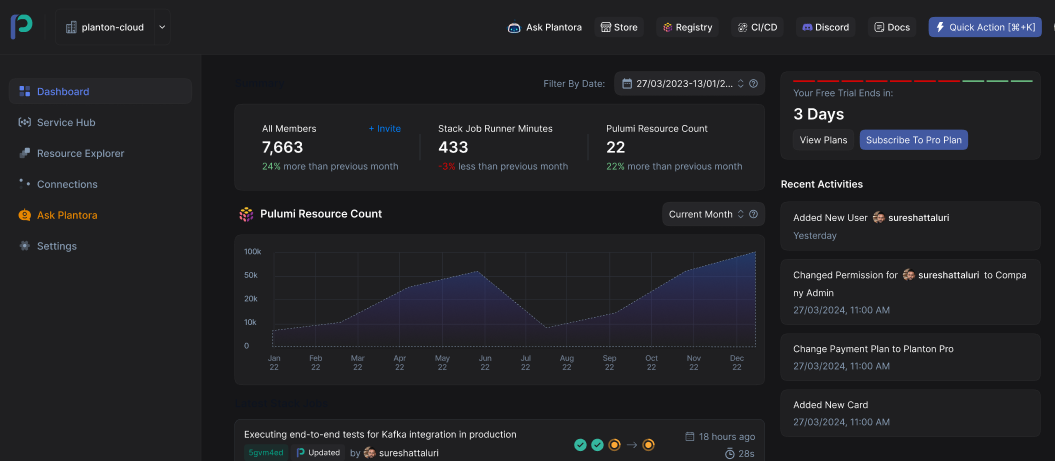 planton-cloud
Ask Plantora
Store
Registry
CI/CD
Discord
Docs
Quick Action [⌘+K]
Dashboard
Service Hub
Resource Explorer
Connections
Ask Plantora
Settings
Filter By Date:
27/03/2023-13/01/2...
All Members
+ Invite
7,663
24% more than previous month
Stack Job Runner Minutes
433
-3% less than previous month
Pulumi Resource Count
22
22% more than previous month
Pulumi Resource Count
Current Month
100k
50k
20k
10k
0
Jan 22
Feb 22
Mar 22
Apr 22
May 22
Jun 22
Jul 22
Aug 22
Sep 22
Oct 22
Nov 22
Dec 22
Executing end-to-end tests for Kafka integration in production
5gvm4ed
Updated
by sureshattaluri
18 hours ago
28s
Your Free Trial Ends in:
3 Days
View Plans
Subscribe To Pro Plan
Recent Activities
Added New User sureshattaluri
Yesterday
Changed Permission for sureshattaluri to Compa
ny Admin
27/03/2024, 11:00 AM
Change Payment Plan to Planton Pro
27/03/2024, 11:00 AM
Added New Card
27/03/2024, 11:00 AM